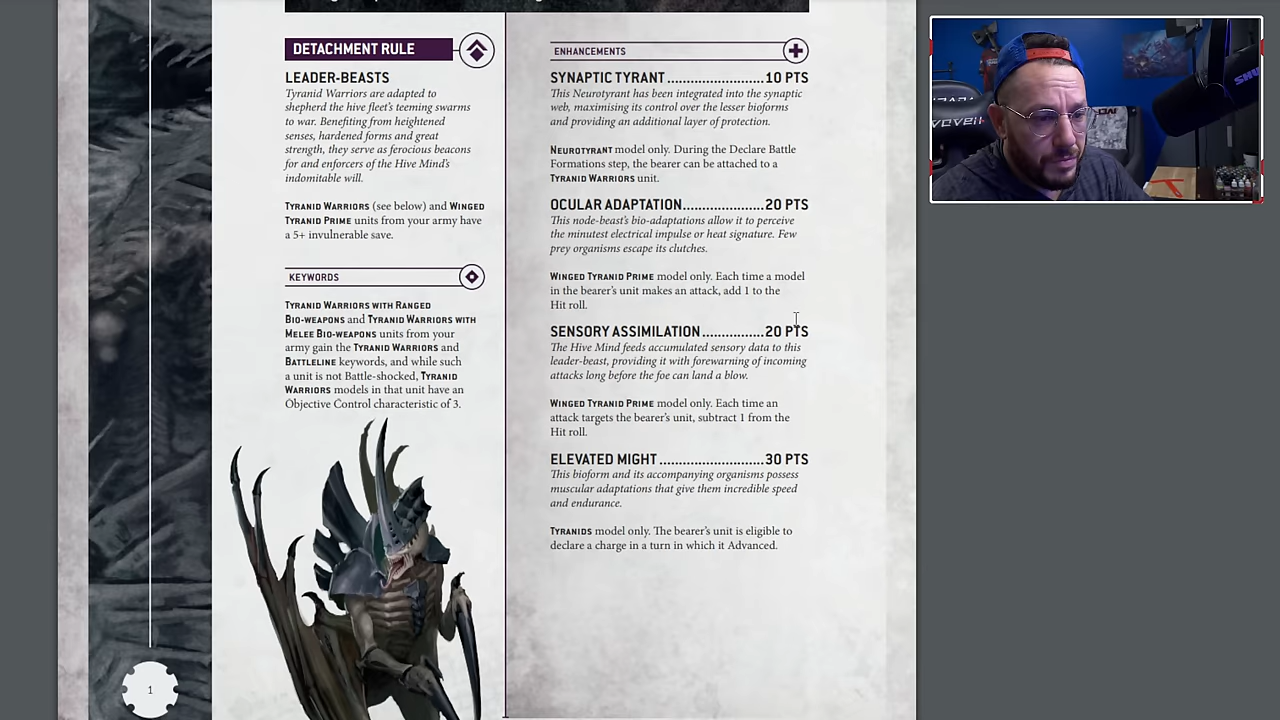 DETACHMENT RULE
LEADER-BEASTS
Tyranid Warriors are adapted to
shepherd the hive fleet's teeming swarms
to war. Benefiting from heightened
senses, hardened forms and great
strength, they serve as ferocious beacons
for and enforcers of the Hive Mind's
indomitable will.
TYRANID WARRIORS (see below) and WINGED
TYRANID PRIME units from your army have
a 5+ invulnerable save.
KEYWORDS
TYRANID WARRIORS WITH RANGED
BIO-WEAPONS and TYRANID WARRIORS WITH
MELEE BIO-WEAPONS units from your
army gain the TYRANID WARRIORS and
BATTLELINE keywords, and while such
a unit is not Battle-shocked, TYRANID
WARRIORS models in that unit have an
Objective Control characteristic of 3.
1
ENHANCEMENTS
SYNAPTIC TYRANT ........................10 PTS
This Neurotyrant has been integrated into the synaptic
web, maximising its control over the lesser bioforms
and providing an additional layer of protection.
NEUROTYRANT model only. During the Declare Battle
Formations step, the bearer can be attached to a
TYRANID WARRIORS unit.
OCULAR ADAPTATION....................20 PTS
This node-beast's bio-adaptations allow it to perceive
the minutest electrical impulse or heat signature. Few
prey organisms escape its clutches.
WINGED TYRANID PRIME model only. Each time a model
in the bearer's unit makes an attack, add 1 to the
Hit roll.
SENSORY ASSIMILATION ...............20 PTS
The Hive Mind feeds accumulated sensory data to this
leader-beast, providing it with forewarning of incoming
attacks long before the foe can land a blow.
WINGED TYRANID PRIME model only. Each time an
attack targets the bearer's unit, subtract 1 from the
Hit roll.
ELEVATED MIGHT ..........................30 PTS
This bioform and its accompanying organisms possess
muscular adaptations that give them incredible speed
and endurance.
TYRANIDS model only. The bearer's unit is eligible to
declare a charge in a turn in which it Advanced.